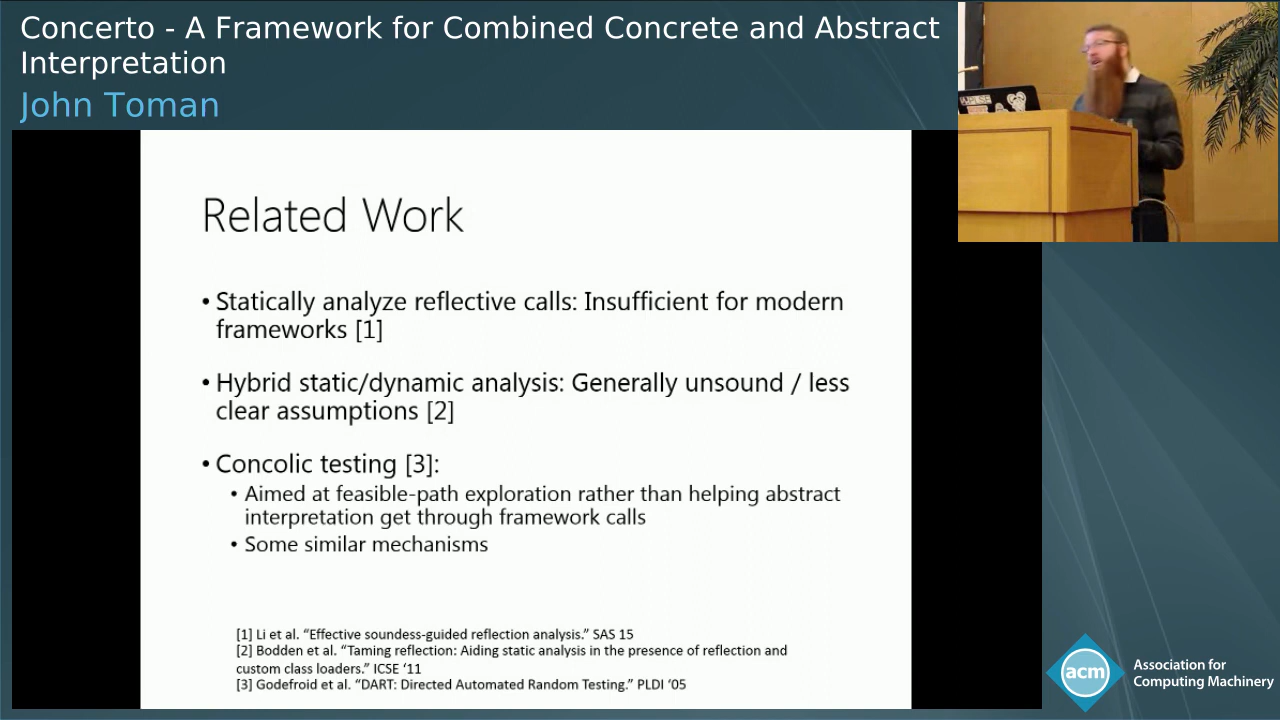 Concerto - A Framework for Combined Concrete and Abstract
Interpretation
John Toman
Related Work
• Statically analyze reflective calls: Insufficient for modern
frameworks [1]
• Hybrid static/dynamic analysis: Generally unsound / less
clear assumptions [2]
• Concolic testing [3]:
• Aimed at feasible-path exploration rather than helping abstract
interpretation get through framework calls
• Some similar mechanisms
[1] Li et al. “Effective soundess-guided reflection analysis.” SAS 15
[2] Bodden et al. “Taming reflection: Aiding static analysis in the presence of reflection and
custom class loaders.” ICSE ‘11
[3] Godefroid et al. “DART: Directed Automated Random Testing.” PLDI ‘05
acm
Association for
Computing Machinery